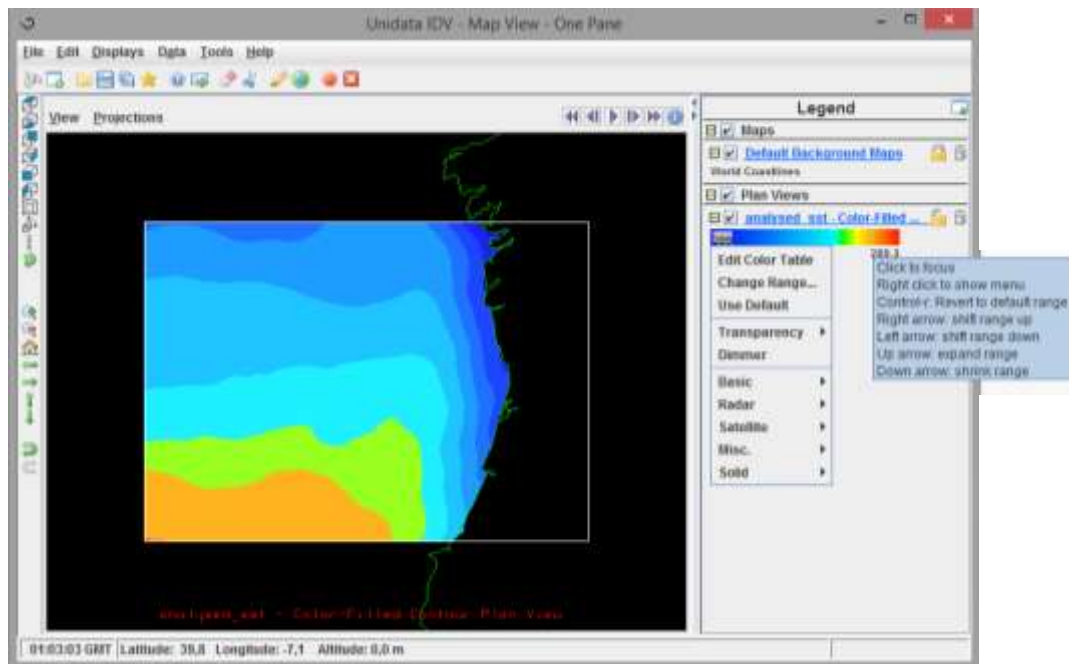 Unidata IDV - Map View - One Pane
File Edit Displays Data Tools Help
View Projections
Legend
Maps
Default Background Maps
World Coastlines
Plan Views
analysed_sst - Color-Filled ...
289.3
Edit Color Table
Change Range...
Use Default
Transparency
Dimmer
Basic
Radar
Satellite
Misc.
Solid
Click to focus
Right click to show menu
Control-r: Revert to default range
Right arrow: shift range up
Left arrow: shift range down
Up arrow: expand range
Down arrow: shrink range
analysed_sst - Color-Filled Contour Plan View
01:03:03 GMT Latitude: 39,8 Longitude: -7,1 Altitude: 0,0 m